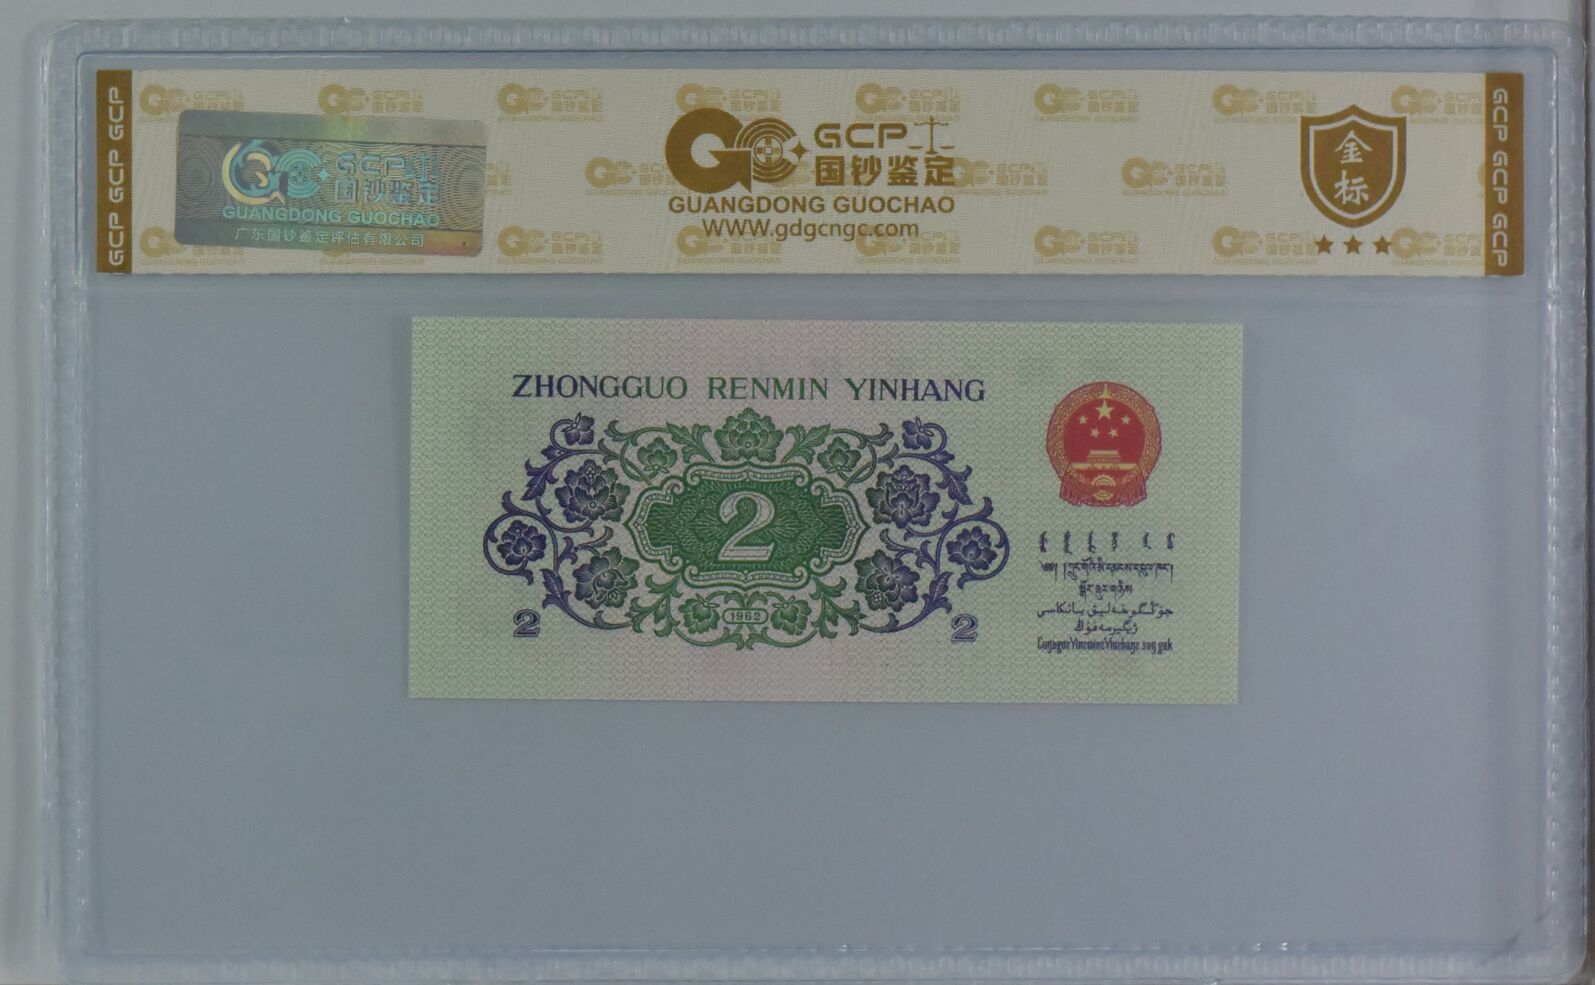 GCP GCP GCP
GCP
国钞鉴定
GUANGDONG GUOCHAO
广东国钞鉴定评估有限公司
GCP
国钞鉴定
GUANGDONG GUOCHAO
WWW.gdgcngc.com
金
标
GCP GCP GCP
ZHONGGUO RENMIN YINHANG
2
2
2
1962
جۇڭگوخەلىق بانكاسى